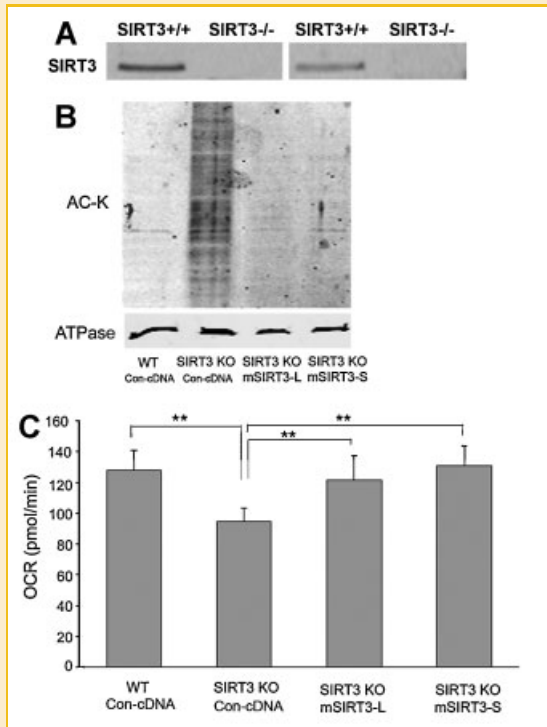 A
SIRT3+/+ SIRT3-/- SIRT3+/+ SIRT3-/-
SIRT3
B
AC-K
ATPase
WT SIRT3 KO SIRT3 KO SIRT3 KO
Con-cDNA Con-cDNA mSIRT3-L mSIRT3-S
C
160
140
120
100
80
60
40
20
0
OCR (pmol/min)
** ** **
WT SIRT3 KO SIRT3 KO SIRT3 KO
Con-cDNA Con-cDNA mSIRT3-L mSIRT3-S